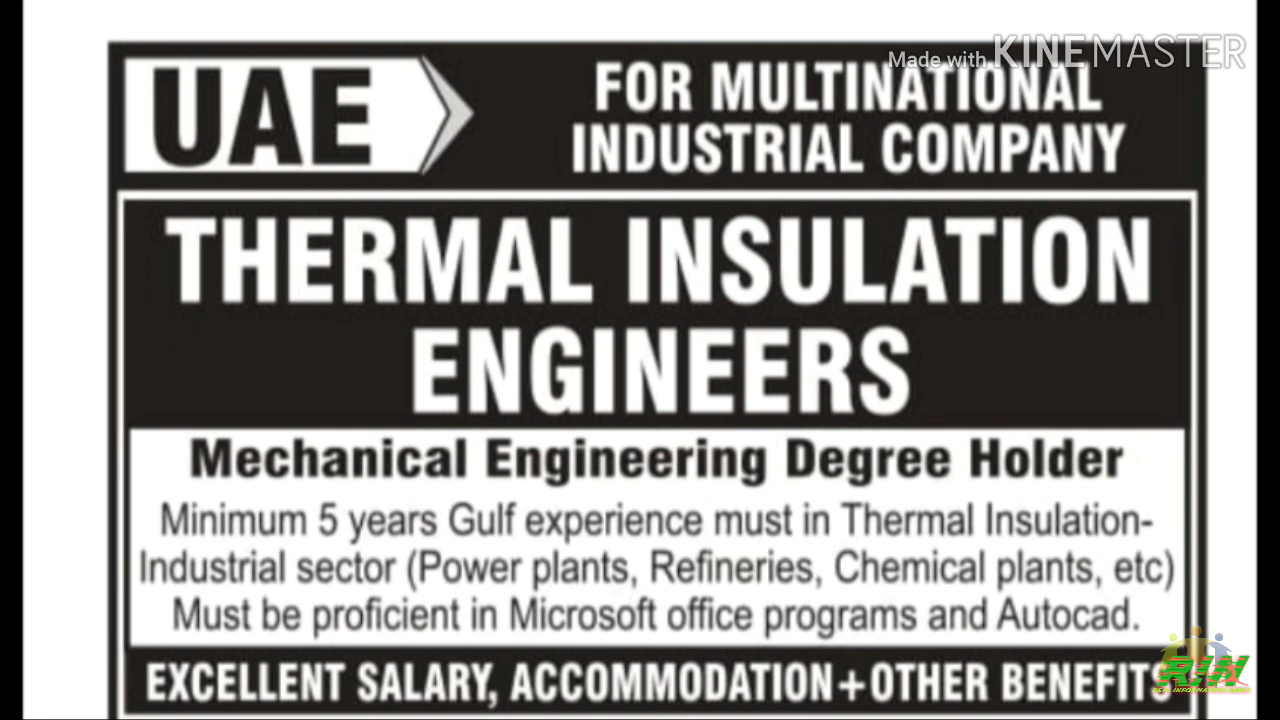 Made with KINEMASTER
UAE
FOR MULTINATIONAL
INDUSTRIAL COMPANY
THERMAL INSULATION
ENGINEERS
Mechanical Engineering Degree Holder
Minimum 5 years Gulf experience must in Thermal Insulation-
Industrial sector (Power plants, Refineries, Chemical plants, etc)
Must be proficient in Microsoft office programs and Autocad.
EXCELLENT SALARY, ACCOMMODATION+OTHER BENEFITS